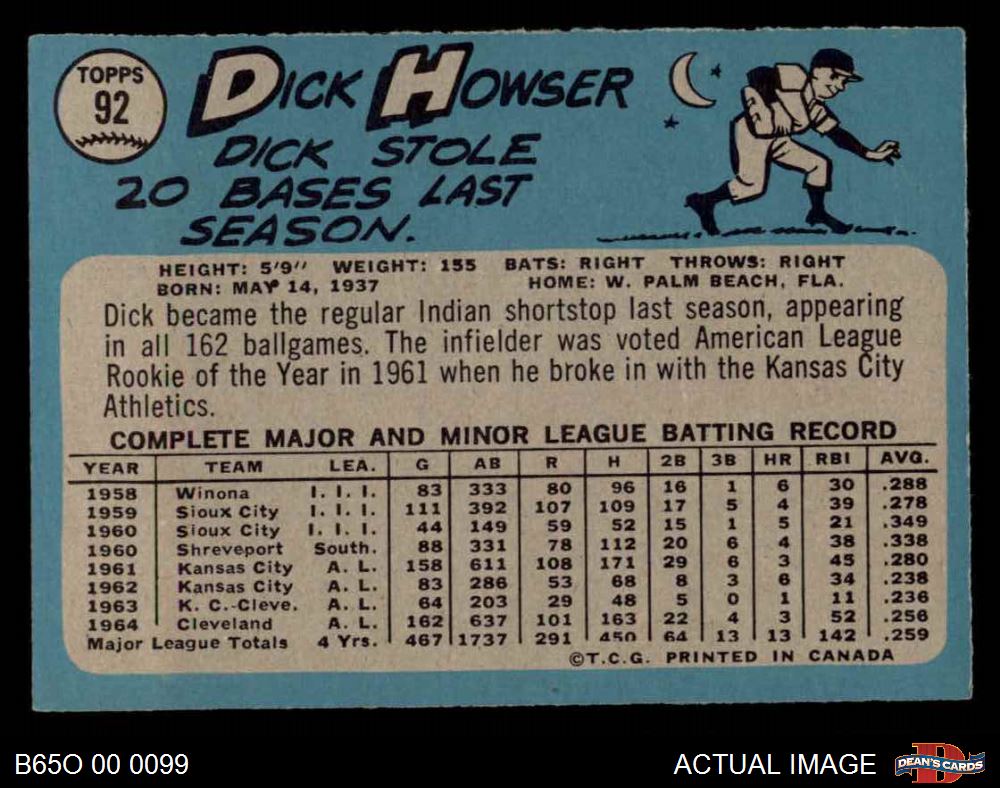 TOPPS
92
DICK HOWSER
DICK STOLE
20 BASES LAST
SEASON.
HEIGHT: 5'9" WEIGHT: 155 BATS: RIGHT THROWS: RIGHT
BORN: MAY 14, 1937 HOME: W. PALM BEACH, FLA.
Dick became the regular Indian shortstop last season, appearing
in all 162 ballgames. The infielder was voted American League
Rookie of the Year in 1961 when he broke in with the Kansas City
Athletics.
COMPLETE MAJOR AND MINOR LEAGUE BATTING RECORD
YEAR TEAM LEA. G AB R H 2B 3B HR RBI AVG.
1958 Winona I. I. I. 83 333 80 96 16 1 6 30 .288
1959 Sioux City I. I. I. 111 392 107 109 17 5 4 39 .278
1960 Sioux City I. I. I. 44 149 59 52 15 1 5 21 .349
1960 Shreveport South. 88 331 78 112 20 6 4 38 .338
1961 Kansas City A. L. 158 611 108 171 29 6 3 45 .280
1962 Kansas City A. L. 83 286 53 68 8 3 6 34 .238
1963 K. C.-Cleve. A. L. 64 203 29 48 5 0 1 11 .236
1964 Cleveland A. L. 162 637 101 163 22 4 3 52 .256
Major League Totals 4 Yrs. 467 1737 291 450 64 13 13 142 .259
©T.C.G. PRINTED IN CANADA
B65O 00 0099 ACTUAL IMAGE DEAN'S CARDS